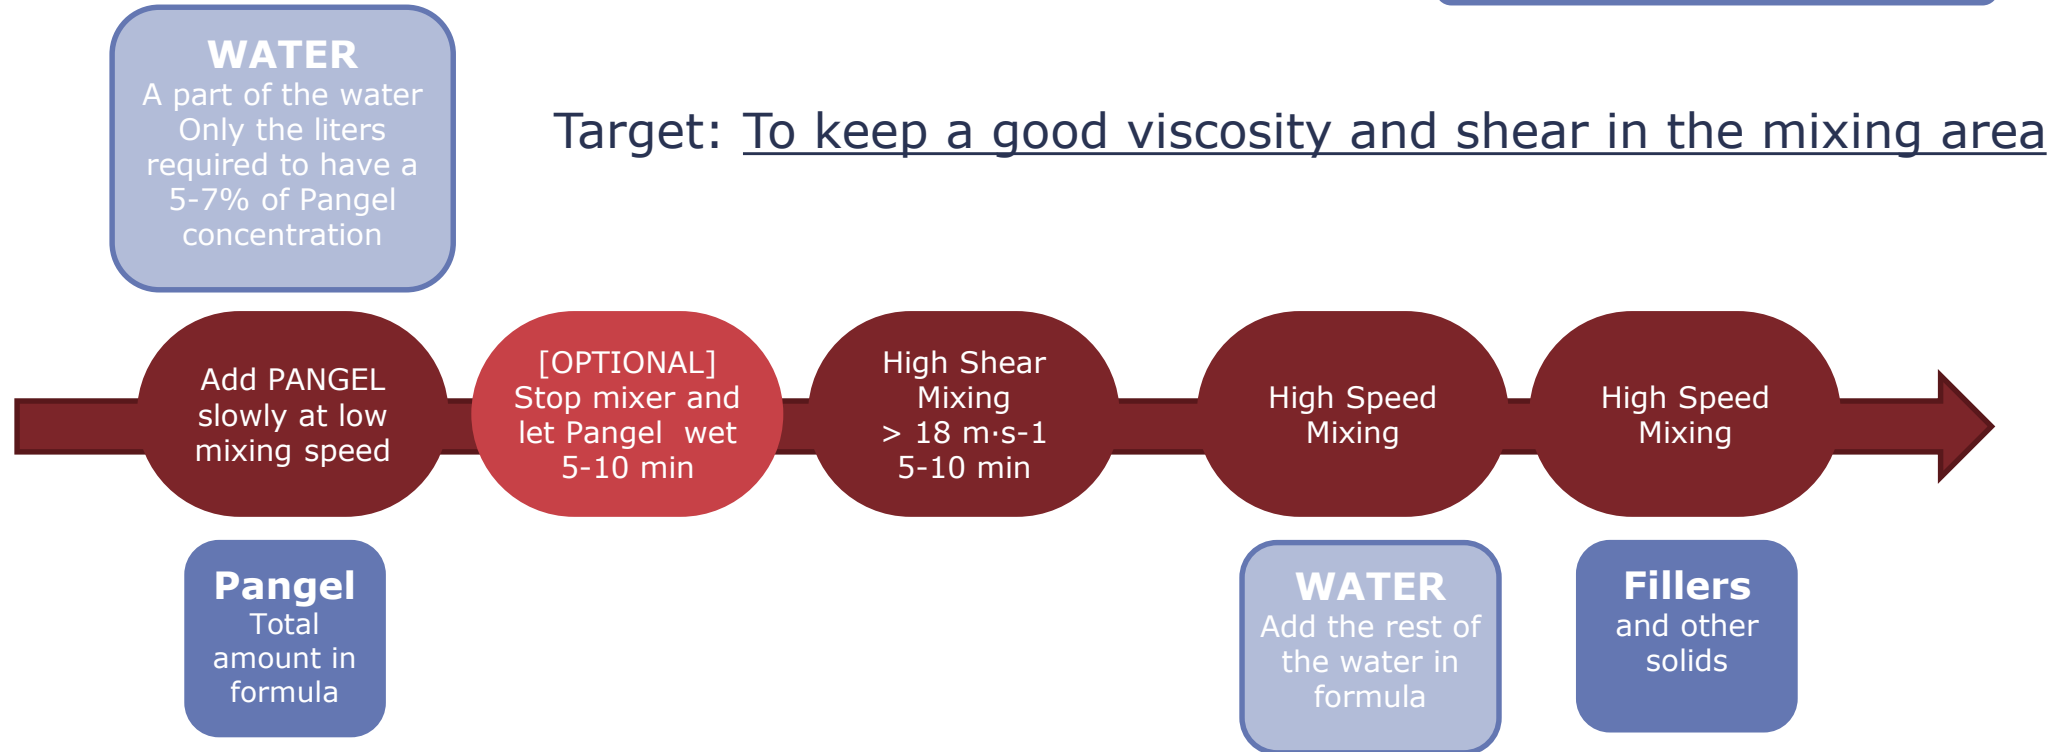 WATER
A part of the water
Only the liters
required to have a
5-7% of Pangel
concentration
Target: To keep a good viscosity and shear in the mixing area
Add PANGEL
slowly at low
mixing speed
[OPTIONAL]
Stop mixer and
let Pangel  wet
5-10 min
High Shear
Mixing
> 18 m·s-1
5-10 min
High Speed
Mixing
High Speed
Mixing
Pangel
Total
amount in
formula
WATER
Add the rest of
the water in
formula
Fillers
and other
solids